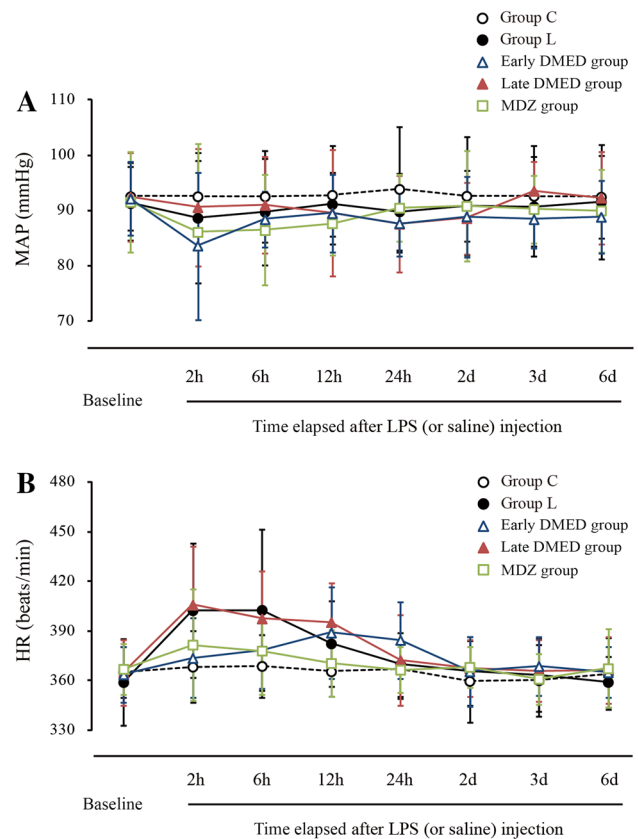 Group C
Group L
Early DMED group
Late DMED group
MDZ group
A
MAP (mmHg)
110
100
90
80
70
2h 6h 12h 24h 2d 3d 6d
Baseline
Time elapsed after LPS (or saline) injection
B
HR (beats/min)
480
450
420
390
360
330
Group C
Group L
Early DMED group
Late DMED group
MDZ group
2h 6h 12h 24h 2d 3d 6d
Baseline
Time elapsed after LPS (or saline) injection